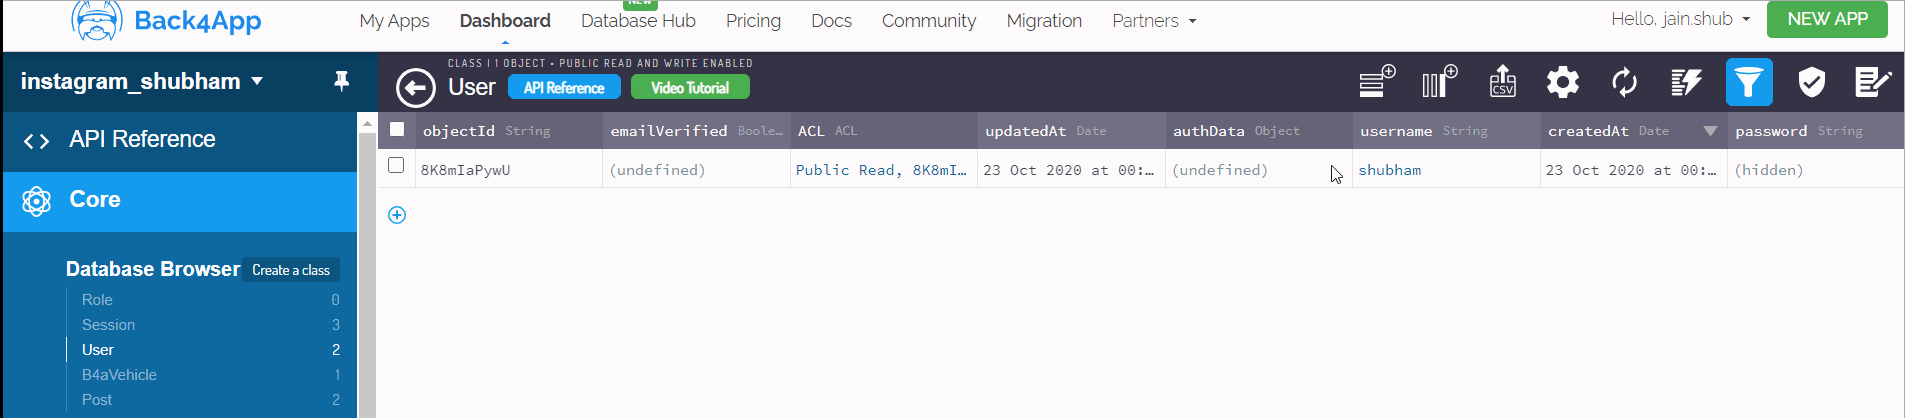 Back4App My Apps Dashboard NEW Database Hub Pricing Docs Community Migration Partners Hello, jain.shub NEW APP
instagram_shubham
CLASS | 1 OBJECT • PUBLIC READ AND WRITE ENABLED
User API Reference Video Tutorial CSV
API Reference
Core
Database Browser Create a class
Role 0
Session 3
User 2
B4aVehicle 1
Post 2
objectId String emailVerified Boole… ACL ACL updatedAt Date authData Object username String createdAt Date password String
8K8mIaPywU (undefined) Public Read, 8K8mI… 23 Oct 2020 at 00:… (undefined) shubham 23 Oct 2020 at 00:… (hidden)